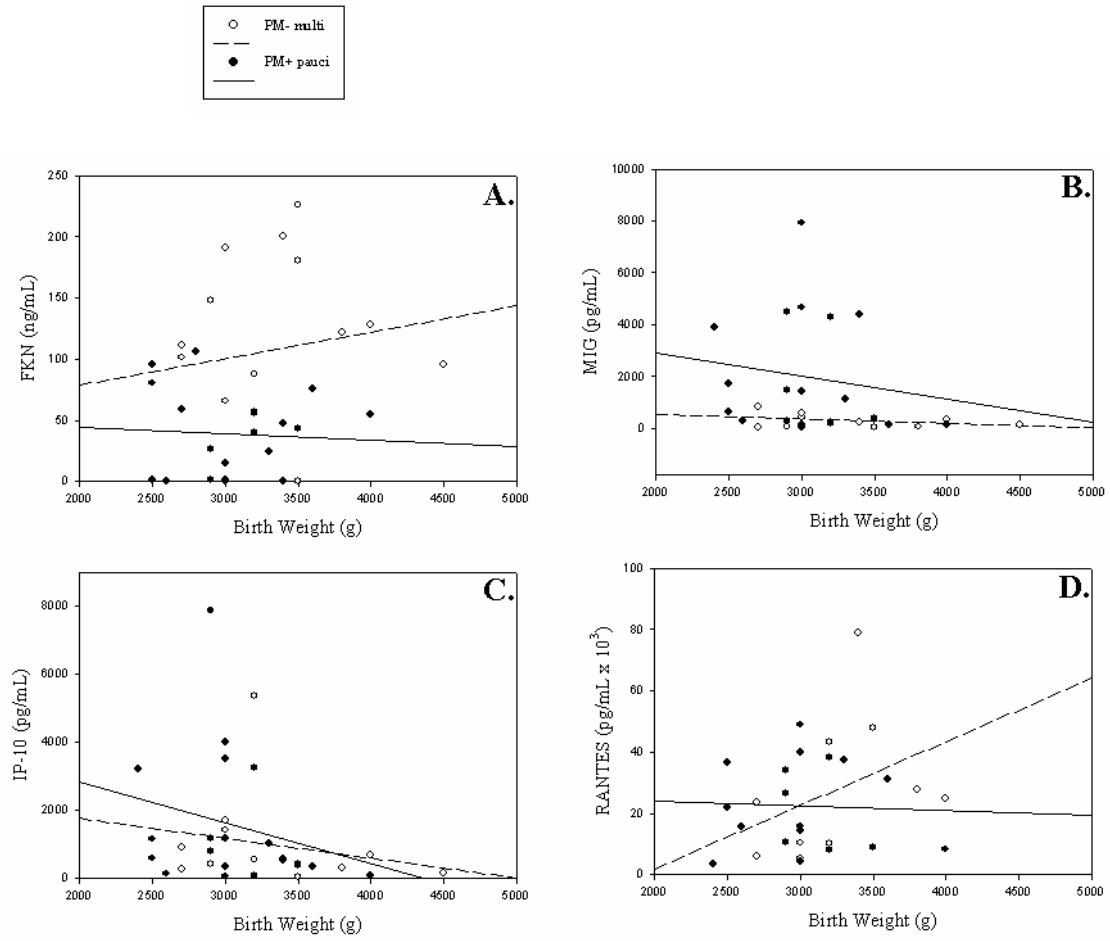 PM- multi
PM+ pauci
A.
FKN (ng/mL)
250
200
150
100
50
0
2000 2500 3000 3500 4000 4500 5000
Birth Weight (g)
B.
MIG (pg/mL)
10000
8000
6000
4000
2000
0
2000 2500 3000 3500 4000 4500 5000
Birth Weight (g)
C.
IP-10 (pg/mL)
8000
6000
4000
2000
0
2000 2500 3000 3500 4000 4500 5000
Birth Weight (g)
D.
RANTES (pg/mL x 10³)
100
80
60
40
20
0
2000 2500 3000 3500 4000 4500 5000
Birth Weight (g)